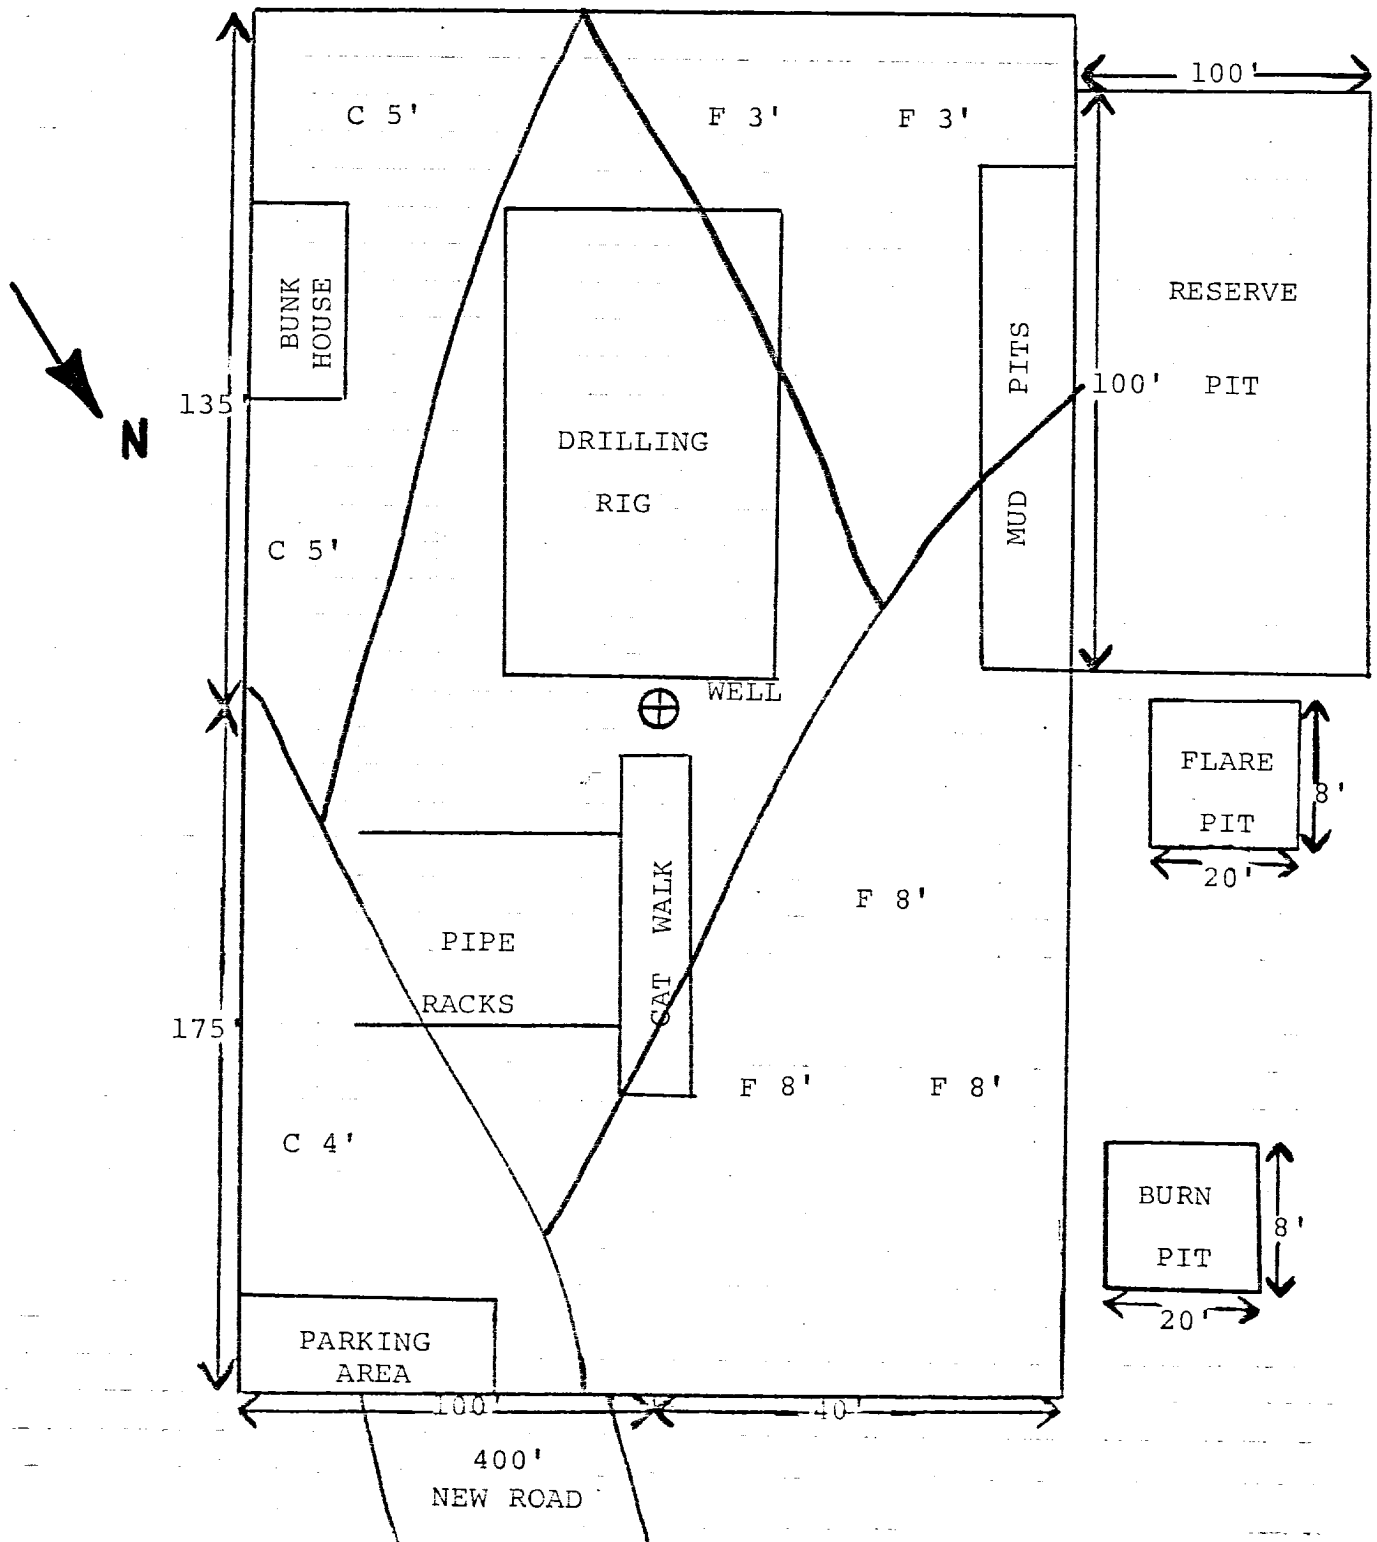 100'
C 5'
F 3'
F 3'
BUNK
HOUSE
RESERVE
PIT
MUD PITS
100'
135'
N
DRILLING
RIG
C 5'
WELL
FLARE
PIT
8'
20'
CAT WALK
F 8'
PIPE
RACKS
175'
F 8'
F 8'
C 4'
BURN
PIT
8'
20'
PARKING
AREA
100'
40'
400'
NEW ROAD